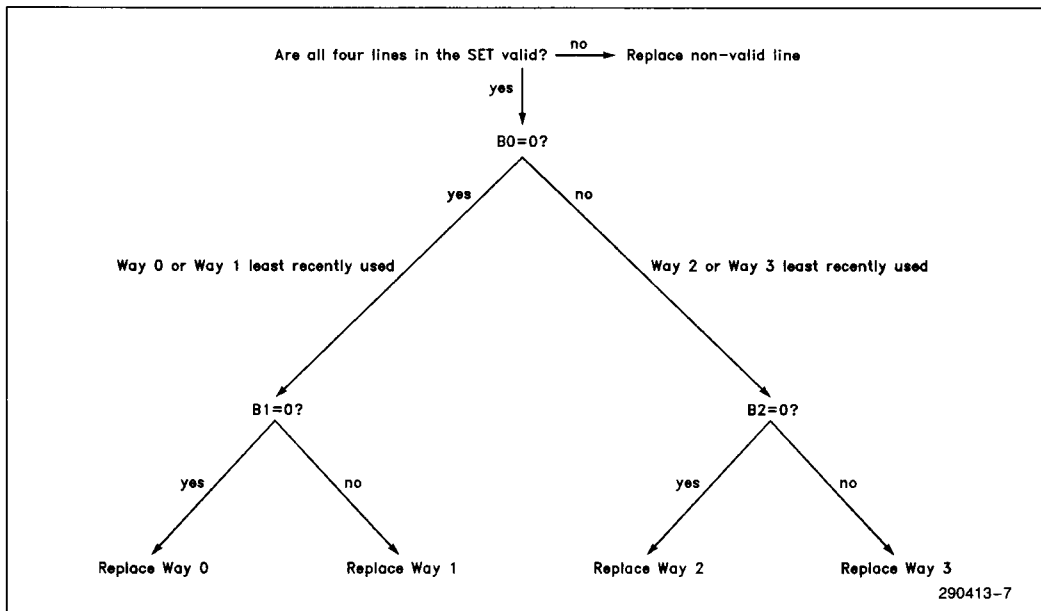 Are all four lines in the SET valid? no Replace non-valid line
yes
B0=0?
yes no
Way 0 or Way 1 least recently used Way 2 or Way 3 least recently used
B1=0? B2=0?
yes no yes no
Replace Way 0 Replace Way 1 Replace Way 2 Replace Way 3
290413-7